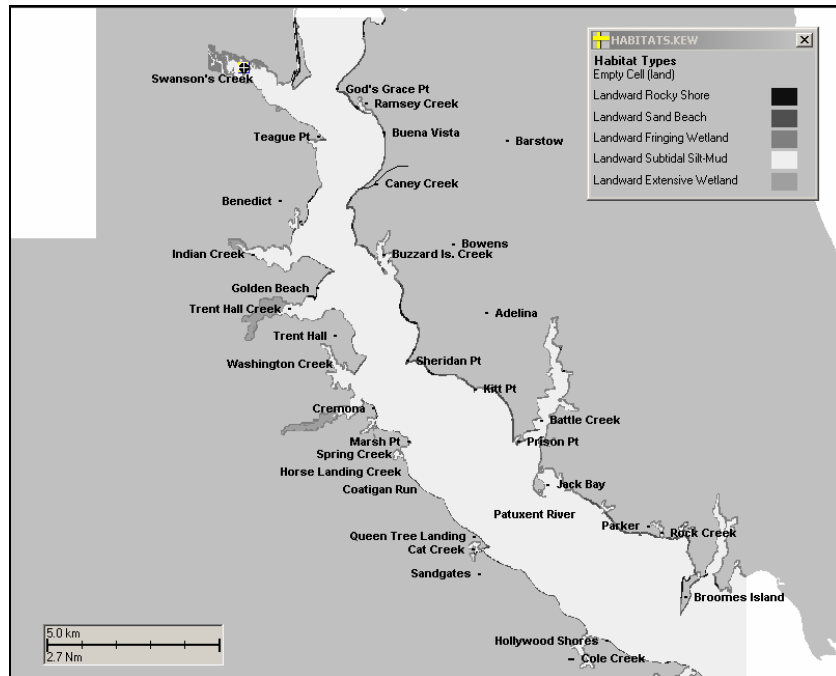 HABITATS.KEW
Habitat Types
Empty Cell (land)
Landward Rocky Shore
Landward Sand Beach
Landward Fringing Wetland
Landward Subtidal Silt-Mud
Landward Extensive Wetland
Swanson's Creek
God's Grace Pt
Ramsey Creek
Teague Pt
Buena Vista
Barstow
Caney Creek
Benedict
Bowens
Indian Creek
Buzzard Is. Creek
Golden Beach
Trent Hall Creek
Adelina
Trent Hall
Sheridan Pt
Washington Creek
Kitt Pt
Cremona
Battle Creek
Marsh Pt
Prison Pt
Spring Creek
Horse Landing Creek
Jack Bay
Coatigan Run
Patuxent River
Parker
Rock Creek
Queen Tree Landing
Cat Creek
Sandgates
Broomes Island
5.0 km
2.7 Nm
Hollywood Shores
Cole Creek